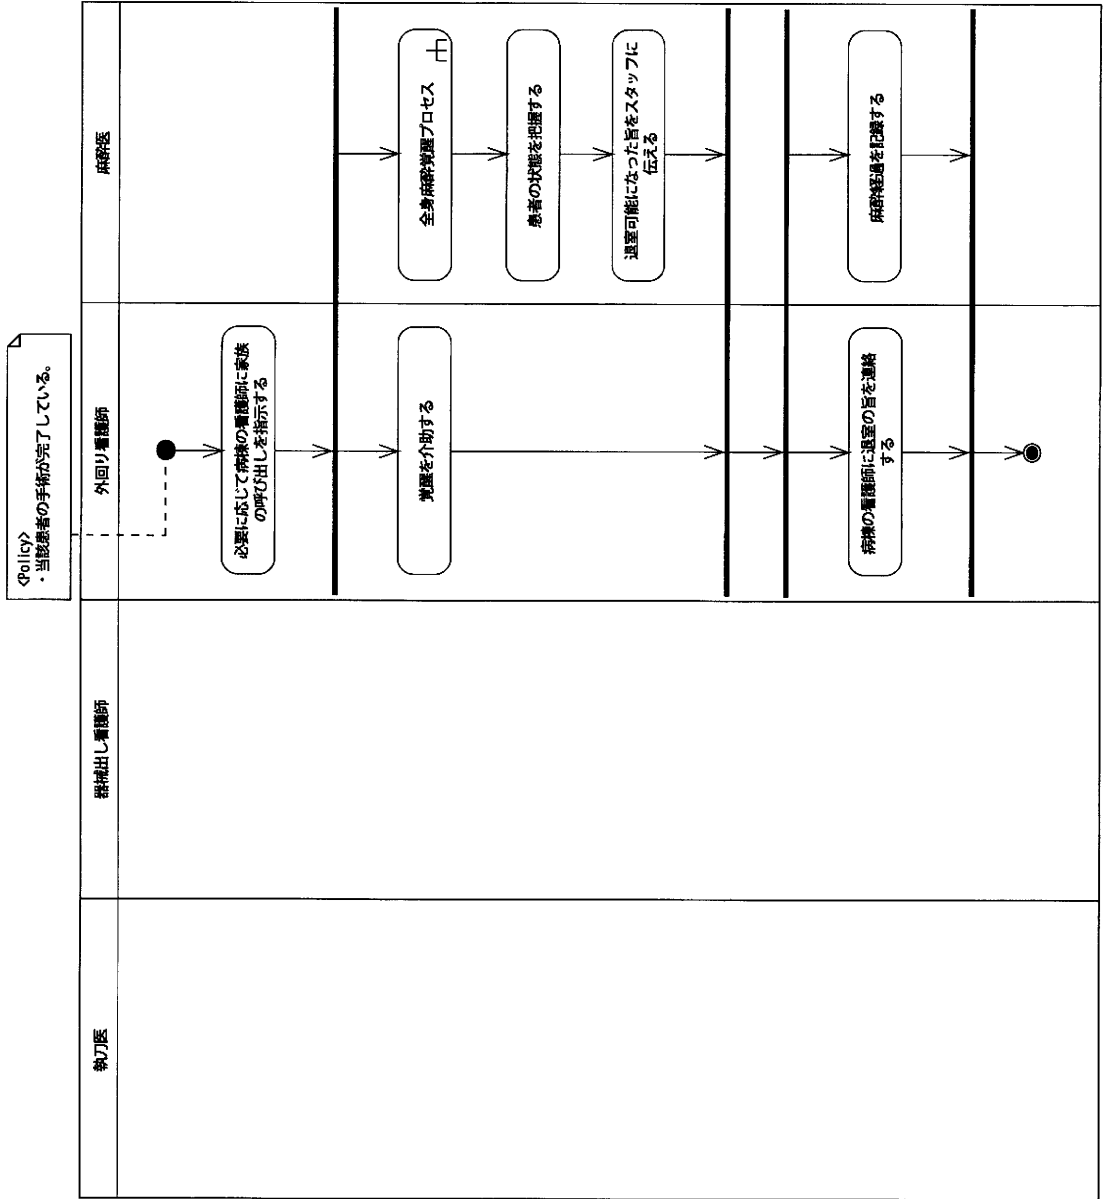 <Policy>
・当該患者の手術が完了している。
執刀医
器械出し看護師
外回り看護師
麻酔医
必要に応じて病棟の看護師に家族
の呼び出しを指示する
覚醒を介助する
全身麻酔覚醒プロセス
患者の状態を把握する
退室可能になった旨をスタッフに
伝える
病棟の看護師に退室の旨を連絡
する
麻酔経過を記録する